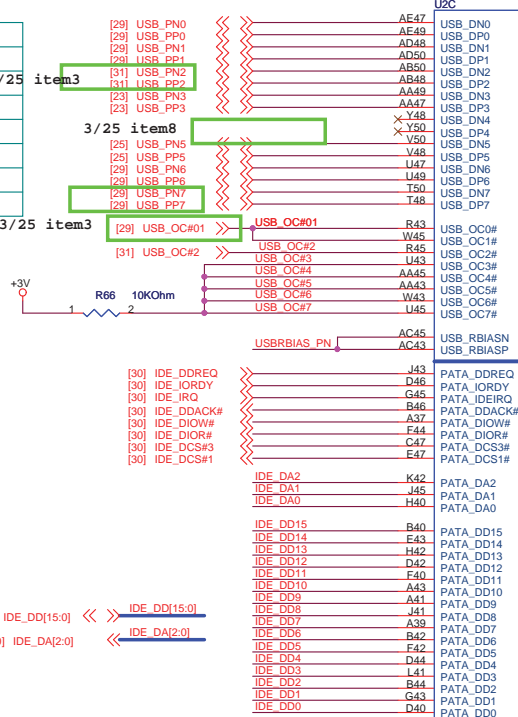 U2C
[29] USB_PN0 AE47 USB_DN0
[29] USB_PP0 AE49 USB_DP0
[29] USB_PN1 AD48 USB_DN1
[29] USB_PP1 AD50 USB_DP1
/25 item3 [31] USB_PN2 AB50 USB_DN2
[31] USB_PP2 AB48 USB_DP2
[23] USB_PN3 AA49 USB_DN3
[23] USB_PP3 AA47 USB_DP3
Y48 USB_DN4
3/25 item8 Y50 USB_DP4
[25] USB_PN5 V50 USB_DN5
[25] USB_PP5 V48 USB_DP5
[29] USB_PN6 U47 USB_DN6
[29] USB_PP6 U49 USB_DP6
[29] USB_PN7 T50 USB_DN7
[29] USB_PP7 T48 USB_DP7
3/25 item3 [29] USB_OC#01 USB_OC#01 R43 USB_OC0#
W45 USB_OC1#
[31] USB_OC#2 USB_OC#2 R45 USB_OC2#
USB_OC#3 U43 USB_OC3#
USB_OC#4 AA45 USB_OC4#
USB_OC#5 AA43 USB_OC5#
USB_OC#6 W43 USB_OC6#
USB_OC#7 U45 USB_OC7#
+3V
R66 10KOhm
1 2
AC45 USB_RBIASN
USBRBIAS_PN AC43 USB_RBIASP
[30] IDE_DDREQ J43 PATA_DDREQ
[30] IDE_IORDY D46 PATA_IORDY
[30] IDE_IRQ G45 PATA_IDEIRQ
[30] IDE_DDACK# B46 PATA_DDACK#
[30] IDE_DIOW# A37 PATA_DIOW#
[30] IDE_DIOR# F44 PATA_DIOR#
[30] IDE_DCS#3 C47 PATA_DCS3#
[30] IDE_DCS#1 E47 PATA_DCS1#
IDE_DA2 K42 PATA_DA2
IDE_DA1 J45 PATA_DA1
IDE_DA0 H40 PATA_DA0
IDE_DD15 B40 PATA_DD15
IDE_DD14 E43 PATA_DD14
IDE_DD13 H42 PATA_DD13
IDE_DD12 D42 PATA_DD12
IDE_DD11 F40 PATA_DD11
IDE_DD10 A43 PATA_DD10
IDE_DD9 A41 PATA_DD9
IDE_DD[15:0] IDE_DD[15:0] IDE_DD8 J41 PATA_DD8
IDE_DD7 A39 PATA_DD7
] IDE_DA[2:0] IDE_DA[2:0] IDE_DD6 B42 PATA_DD6
IDE_DD5 F42 PATA_DD5
IDE_DD4 D44 PATA_DD4
IDE_DD3 L41 PATA_DD3
IDE_DD2 B44 PATA_DD2
IDE_DD1 G43 PATA_DD1
IDE_DD0 D40 PATA_DD0